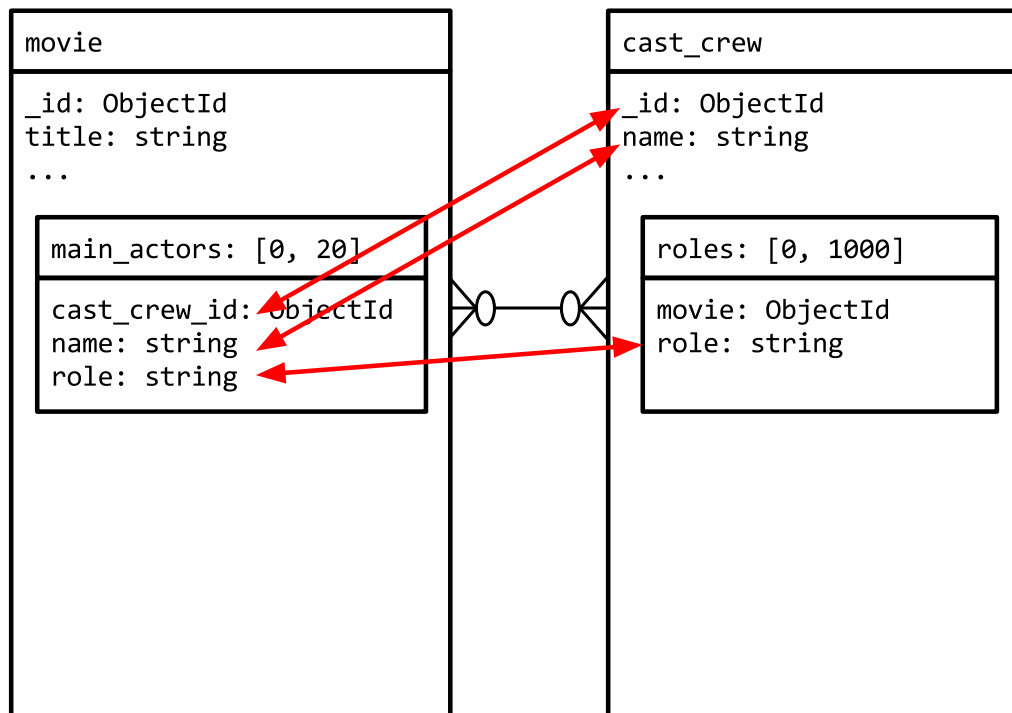 movie
_id: ObjectId
title: string
...
main_actors: [0, 20]
cast_crew_id: ObjectId
name: string
role: string
cast_crew
_id: ObjectId
name: string
...
roles: [0, 1000]
movie: ObjectId
role: string